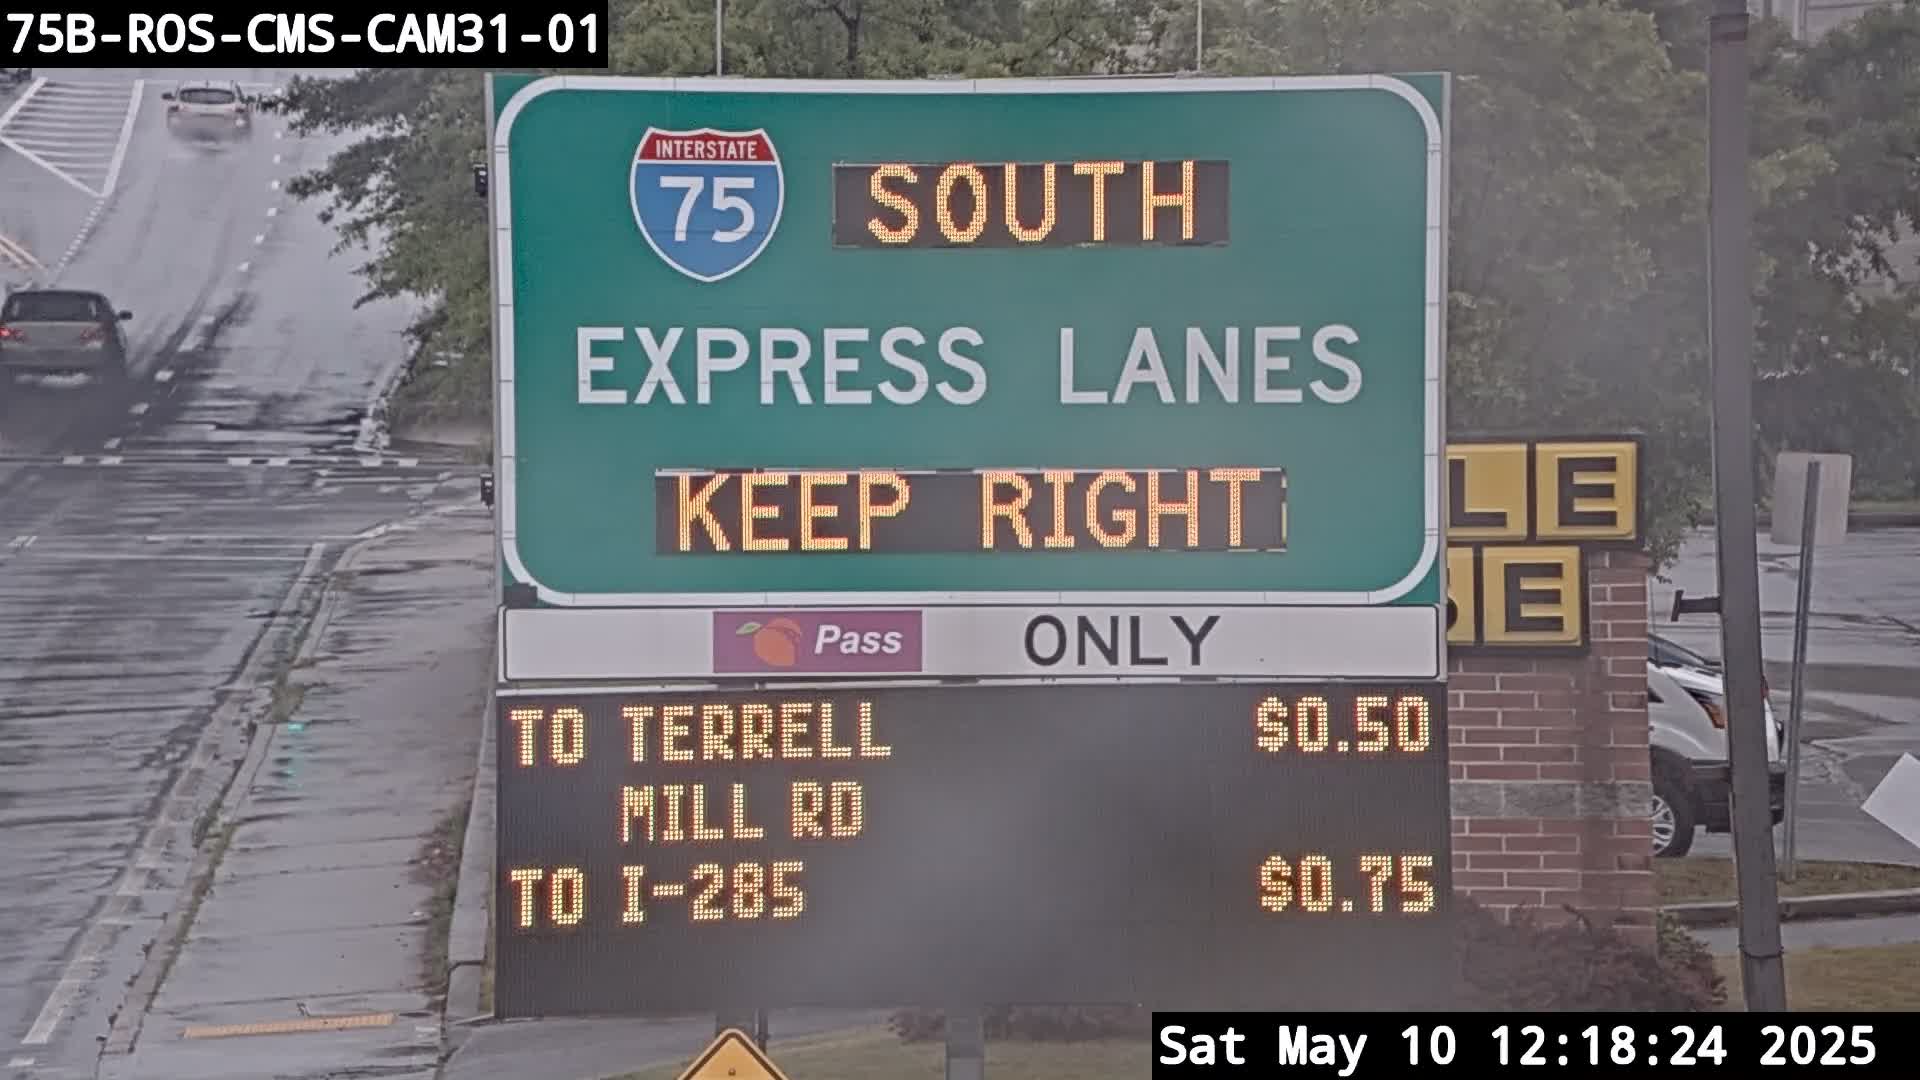 75B-ROS-CMS-CAM31-01
INTERSTATE
75
SOUTH
EXPRESS LANES
KEEP RIGHT
Pass ONLY
TO TERRELL $0.50
MILL RD
TO I-285 $0.75
LE
E
Sat May 10 12:18:24 2025